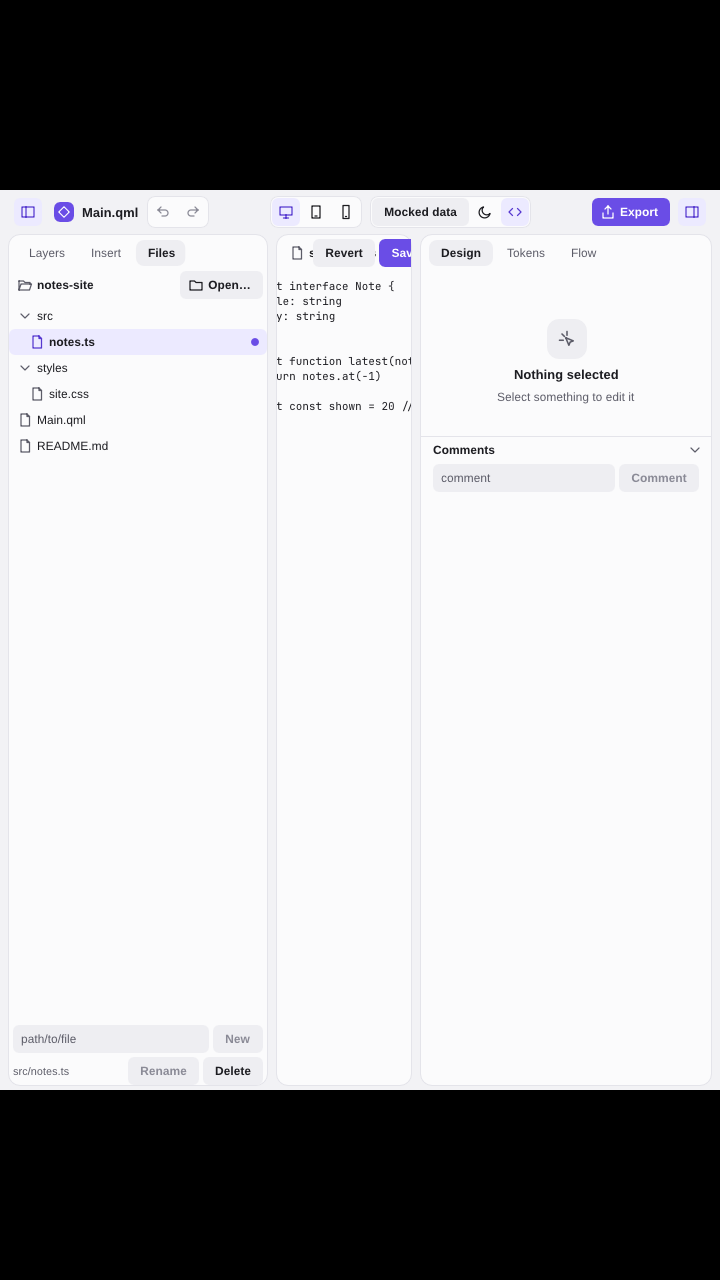 Main.qml
Mocked data
Export
Layers Insert Files
notes-site
Open…
src
notes.ts
styles
site.css
Main.qml
README.md
path/to/file
New
src/notes.ts
Rename
Delete
Revert
t interface Note {
le: string
y: string
t function latest(not
urn notes.at(-1)
t const shown = 20 //
Design Tokens Flow
Nothing selected
Select something to edit it
Comments
comment
Comment